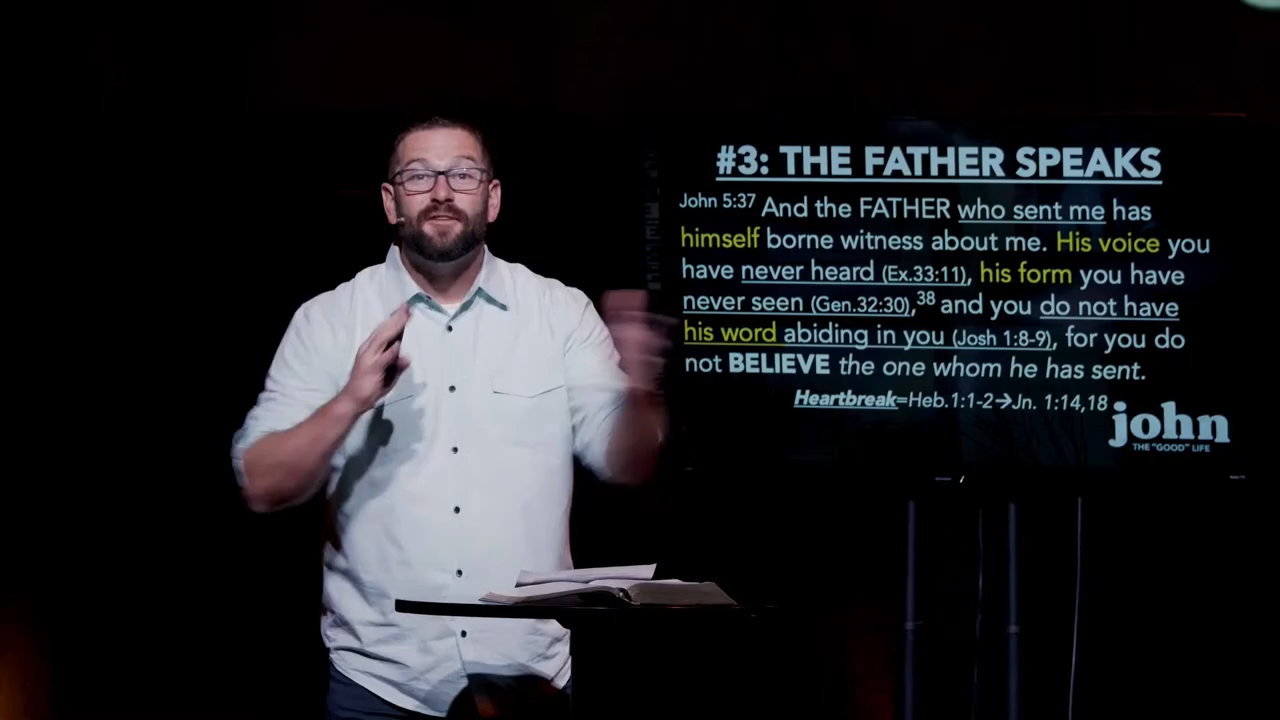 #3: THE FATHER SPEAKS
John 5:37 And the FATHER who sent me has
himself borne witness about me. His voice you
have never heard (Ex.33:11), his form you have
never seen (Gen.32:30),38 and you do not have
his word abiding in you (Josh 1:8-9), for you do
not BELIEVE the one whom he has sent.
Heartbreak=Heb.1:1-2→Jn. 1:14,18
john
THE "GOOD" LIFE